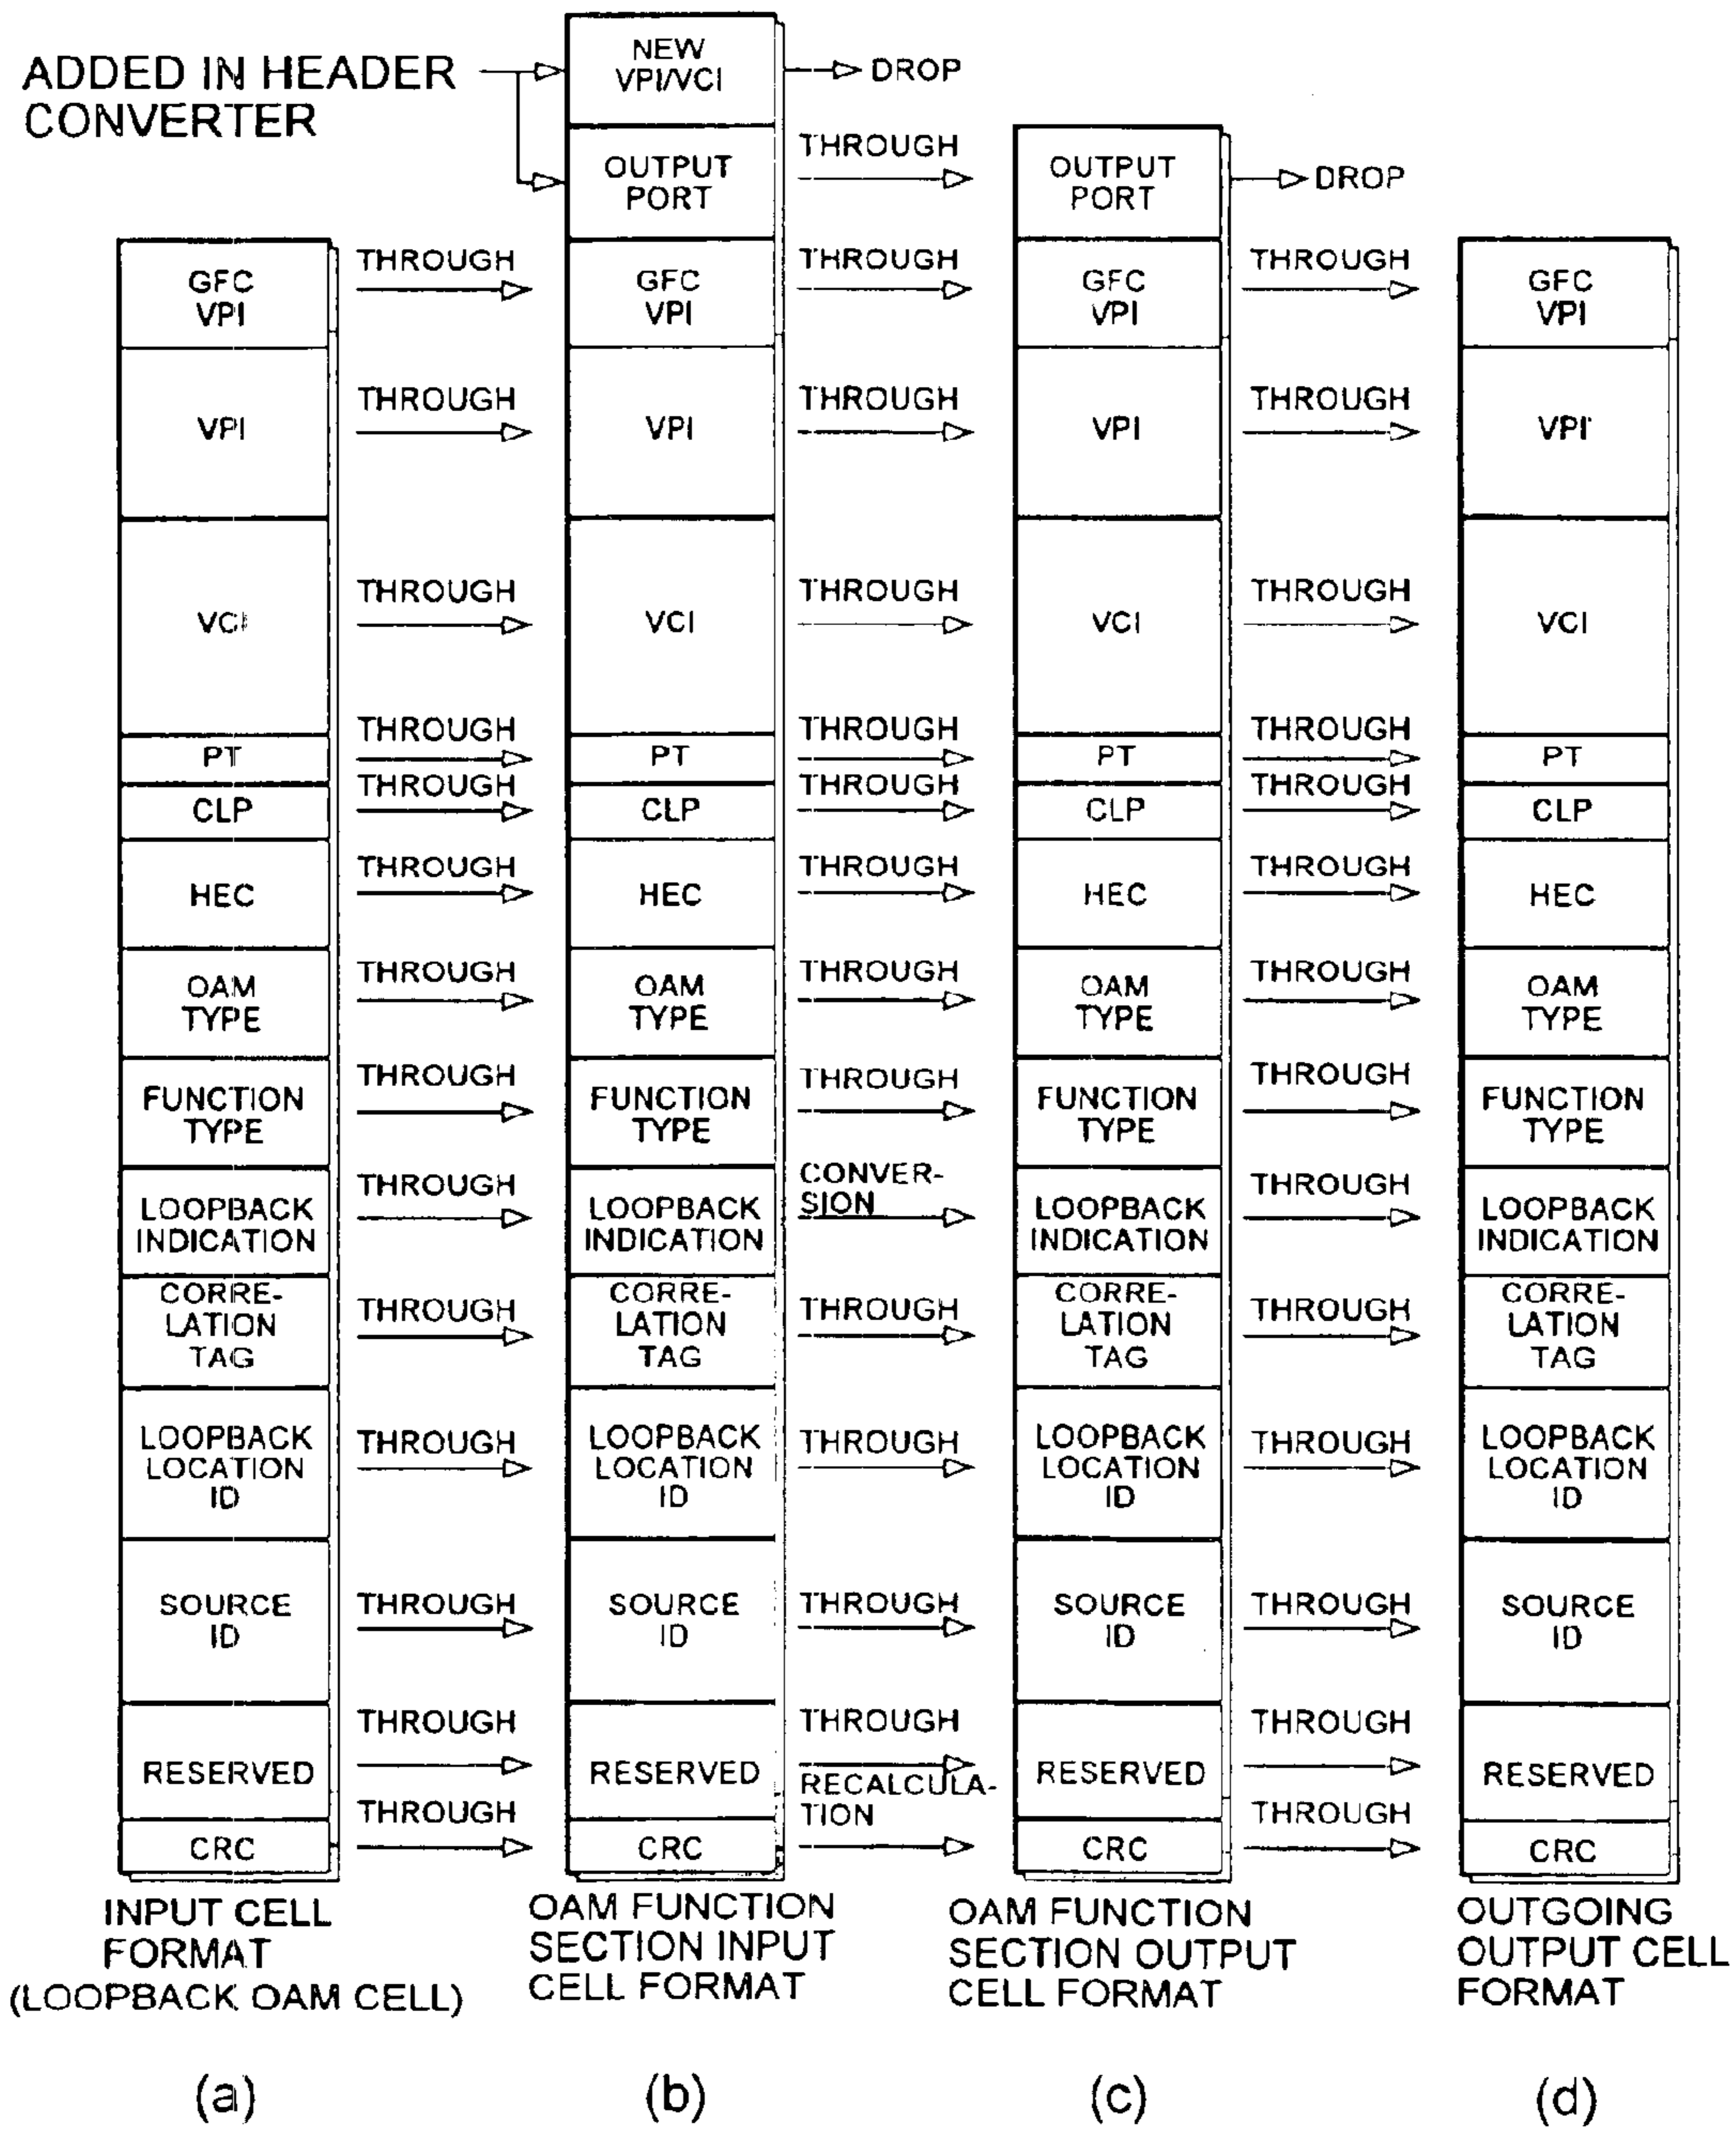 ADDED IN HEADER
CONVERTER
NEW
VPI/VCI
DROP
OUTPUT
PORT
THROUGH
OUTPUT
PORT
DROP
GFC
VPI
THROUGH
GFC
VPI
THROUGH
GFC
VPI
THROUGH
GFC
VPI
VPI
THROUGH
VPI
THROUGH
VPI
THROUGH
VPI
VCI
THROUGH
VCI
THROUGH
VCI
THROUGH
VCI
PT
THROUGH
PT
THROUGH
PT
THROUGH
PT
CLP
THROUGH
CLP
THROUGH
CLP
THROUGH
CLP
HEC
THROUGH
HEC
THROUGH
HEC
THROUGH
HEC
OAM
TYPE
THROUGH
OAM
TYPE
THROUGH
OAM
TYPE
THROUGH
OAM
TYPE
FUNCTION
TYPE
THROUGH
FUNCTION
TYPE
THROUGH
FUNCTION
TYPE
THROUGH
FUNCTION
TYPE
LOOPBACK
INDICATION
THROUGH
LOOPBACK
INDICATION
CONVER-
SION
LOOPBACK
INDICATION
THROUGH
LOOPBACK
INDICATION
CORRE-
LATION
TAG
THROUGH
CORRE-
LATION
TAG
THROUGH
CORRE-
LATION
TAG
THROUGH
CORRE-
LATION
TAG
LOOPBACK
LOCATION
ID
THROUGH
LOOPBACK
LOCATION
ID
THROUGH
LOOPBACK
LOCATION
ID
THROUGH
LOOPBACK
LOCATION
ID
SOURCE
ID
THROUGH
SOURCE
ID
THROUGH
SOURCE
ID
THROUGH
SOURCE
ID
RESERVED
THROUGH
RESERVED
THROUGH
RESERVED
THROUGH
RESERVED
CRC
THROUGH
CRC
RECALCULA-
TION
CRC
THROUGH
CRC
INPUT CELL
FORMAT
(LOOPBACK OAM CELL)
OAM FUNCTION
SECTION INPUT
CELL FORMAT
OAM FUNCTION
SECTION OUTPUT
CELL FORMAT
OUTGOING
OUTPUT CELL
FORMAT
(a)
(b)
(c)
(d)